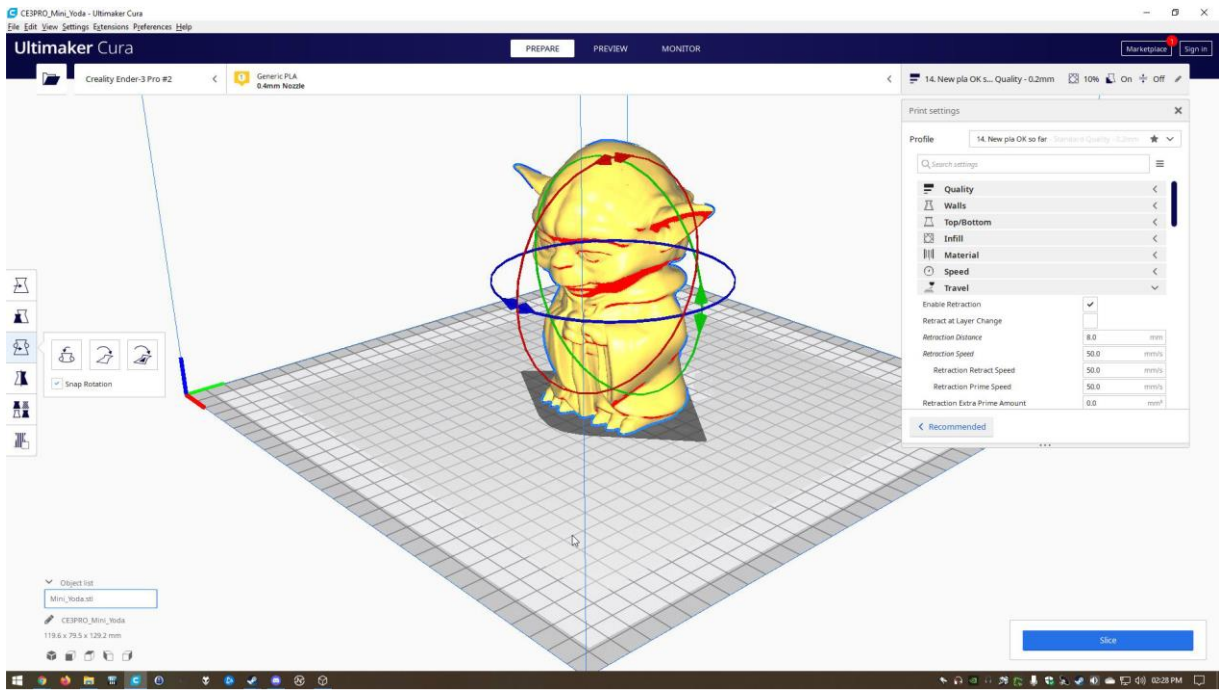 CE3PRO_Mini_Yoda - Ultimaker Cura
File Edit View Settings Extensions Preferences Help
Ultimaker Cura
PREPARE PREVIEW MONITOR
1
Marketplace Sign in
Creality Ender-3 Pro #2
Generic PLA
0.4mm Nozzle
14. New pla OK s... Quality - 0.2mm 10% On Off
Print settings
Profile 14. New pla OK so far - Standard Quality - 0.2mm
Search settings
Quality
Walls
Top/Bottom
Infill
Material
Speed
Travel
Enable Retraction
Retract at Layer Change
Retraction Distance 8.0 mm
Retraction Speed 50.0 mm/s
Retraction Retract Speed 50.0 mm/s
Retraction Prime Speed 50.0 mm/s
Retraction Extra Prime Amount 0.0 mm³
Recommended
Snap Rotation
Object list
Mini_Yoda.stl
CE3PRO_Mini_Yoda
119.6 x 79.5 x 129.2 mm
Slice
02:28 PM